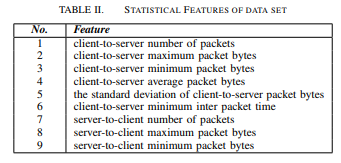 TABLE II. STATISTICAL FEATURES OF DATA SET
No. Feature
1 client-to-server number of packets
2 client-to-server maximum packet bytes
3 client-to-server minimum packet bytes
4 client-to-server average packet bytes
5 the standard deviation of client-to-server packet bytes
6 client-to-server minimum inter packet time
7 server-to-client number of packets
8 server-to-client maximum packet bytes
9 server-to-client minimum packet bytes